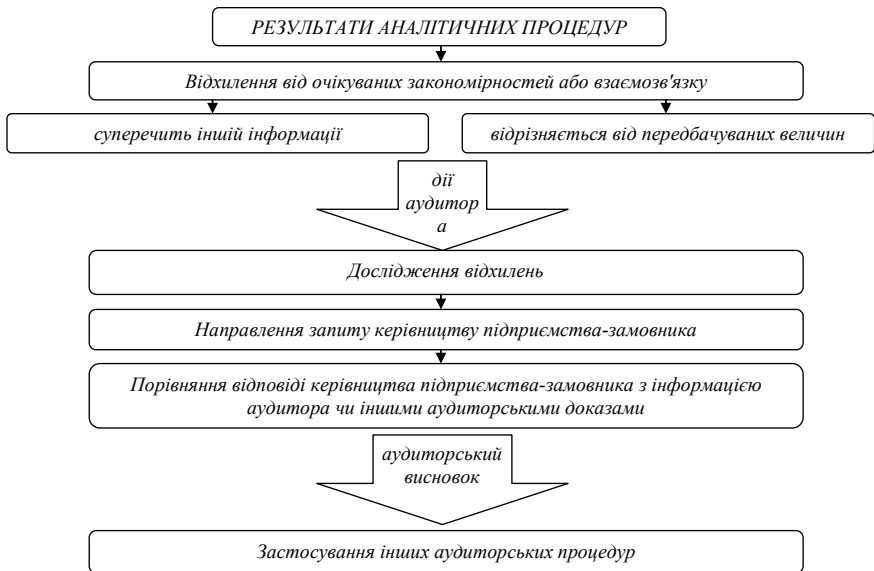 РЕЗУЛЬТАТИ АНАЛІТИЧНИХ ПРОЦЕДУР
Відхилення від очікуваних закономірностей або взаємозв'язку
суперечить іншій інформації
відрізняється від передбачуваних величин
дії
аудитор
а
Дослідження відхилень
Направлення запиту керівництву підприємства-замовника
Порівняння відповіді керівництва підприємства-замовника з інформацією
аудитора чи іншими аудиторськими доказами
аудиторський
висновок
Застосування інших аудиторських процедур